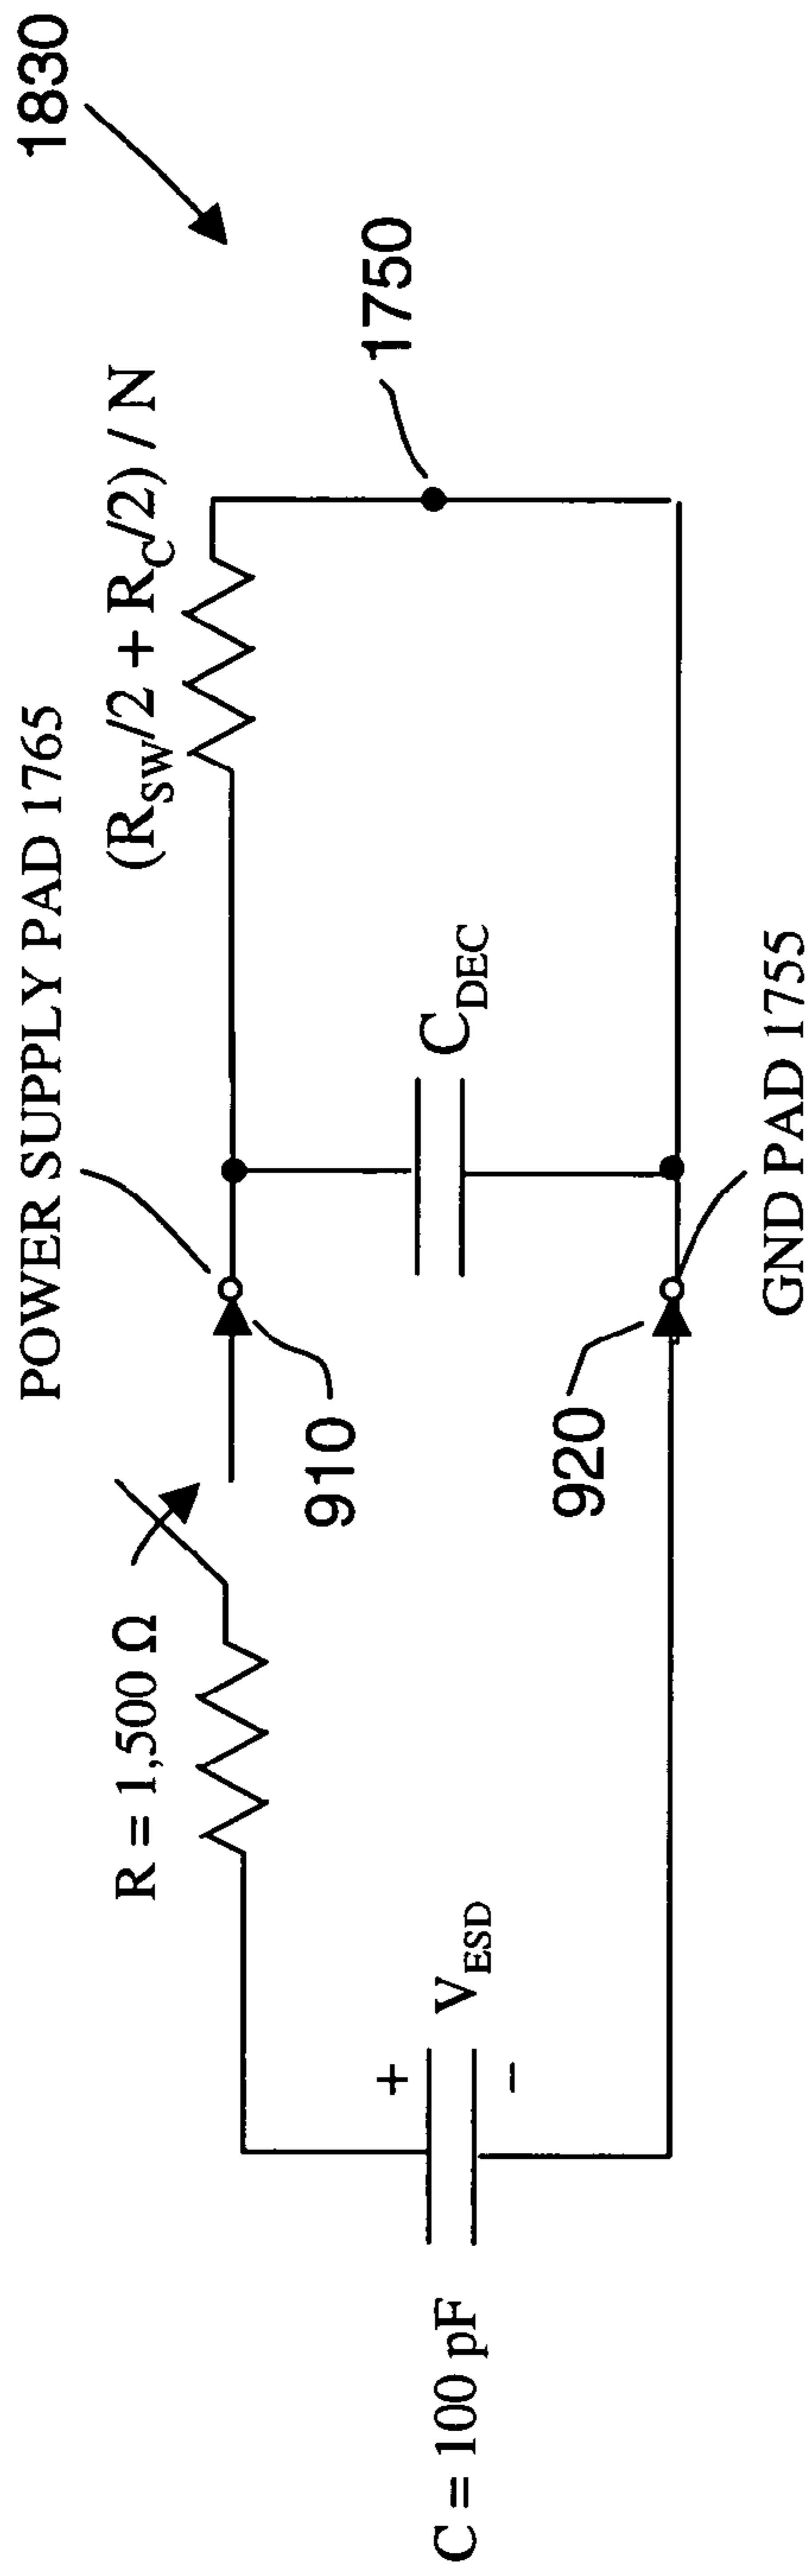 1830
POWER SUPPLY PAD 1765
(R_SW/2 + R_C/2) / N
R = 1,500 Ω
1750
910
C_DEC
+
V_ESD
-
C = 100 pF
920
GND PAD 1755